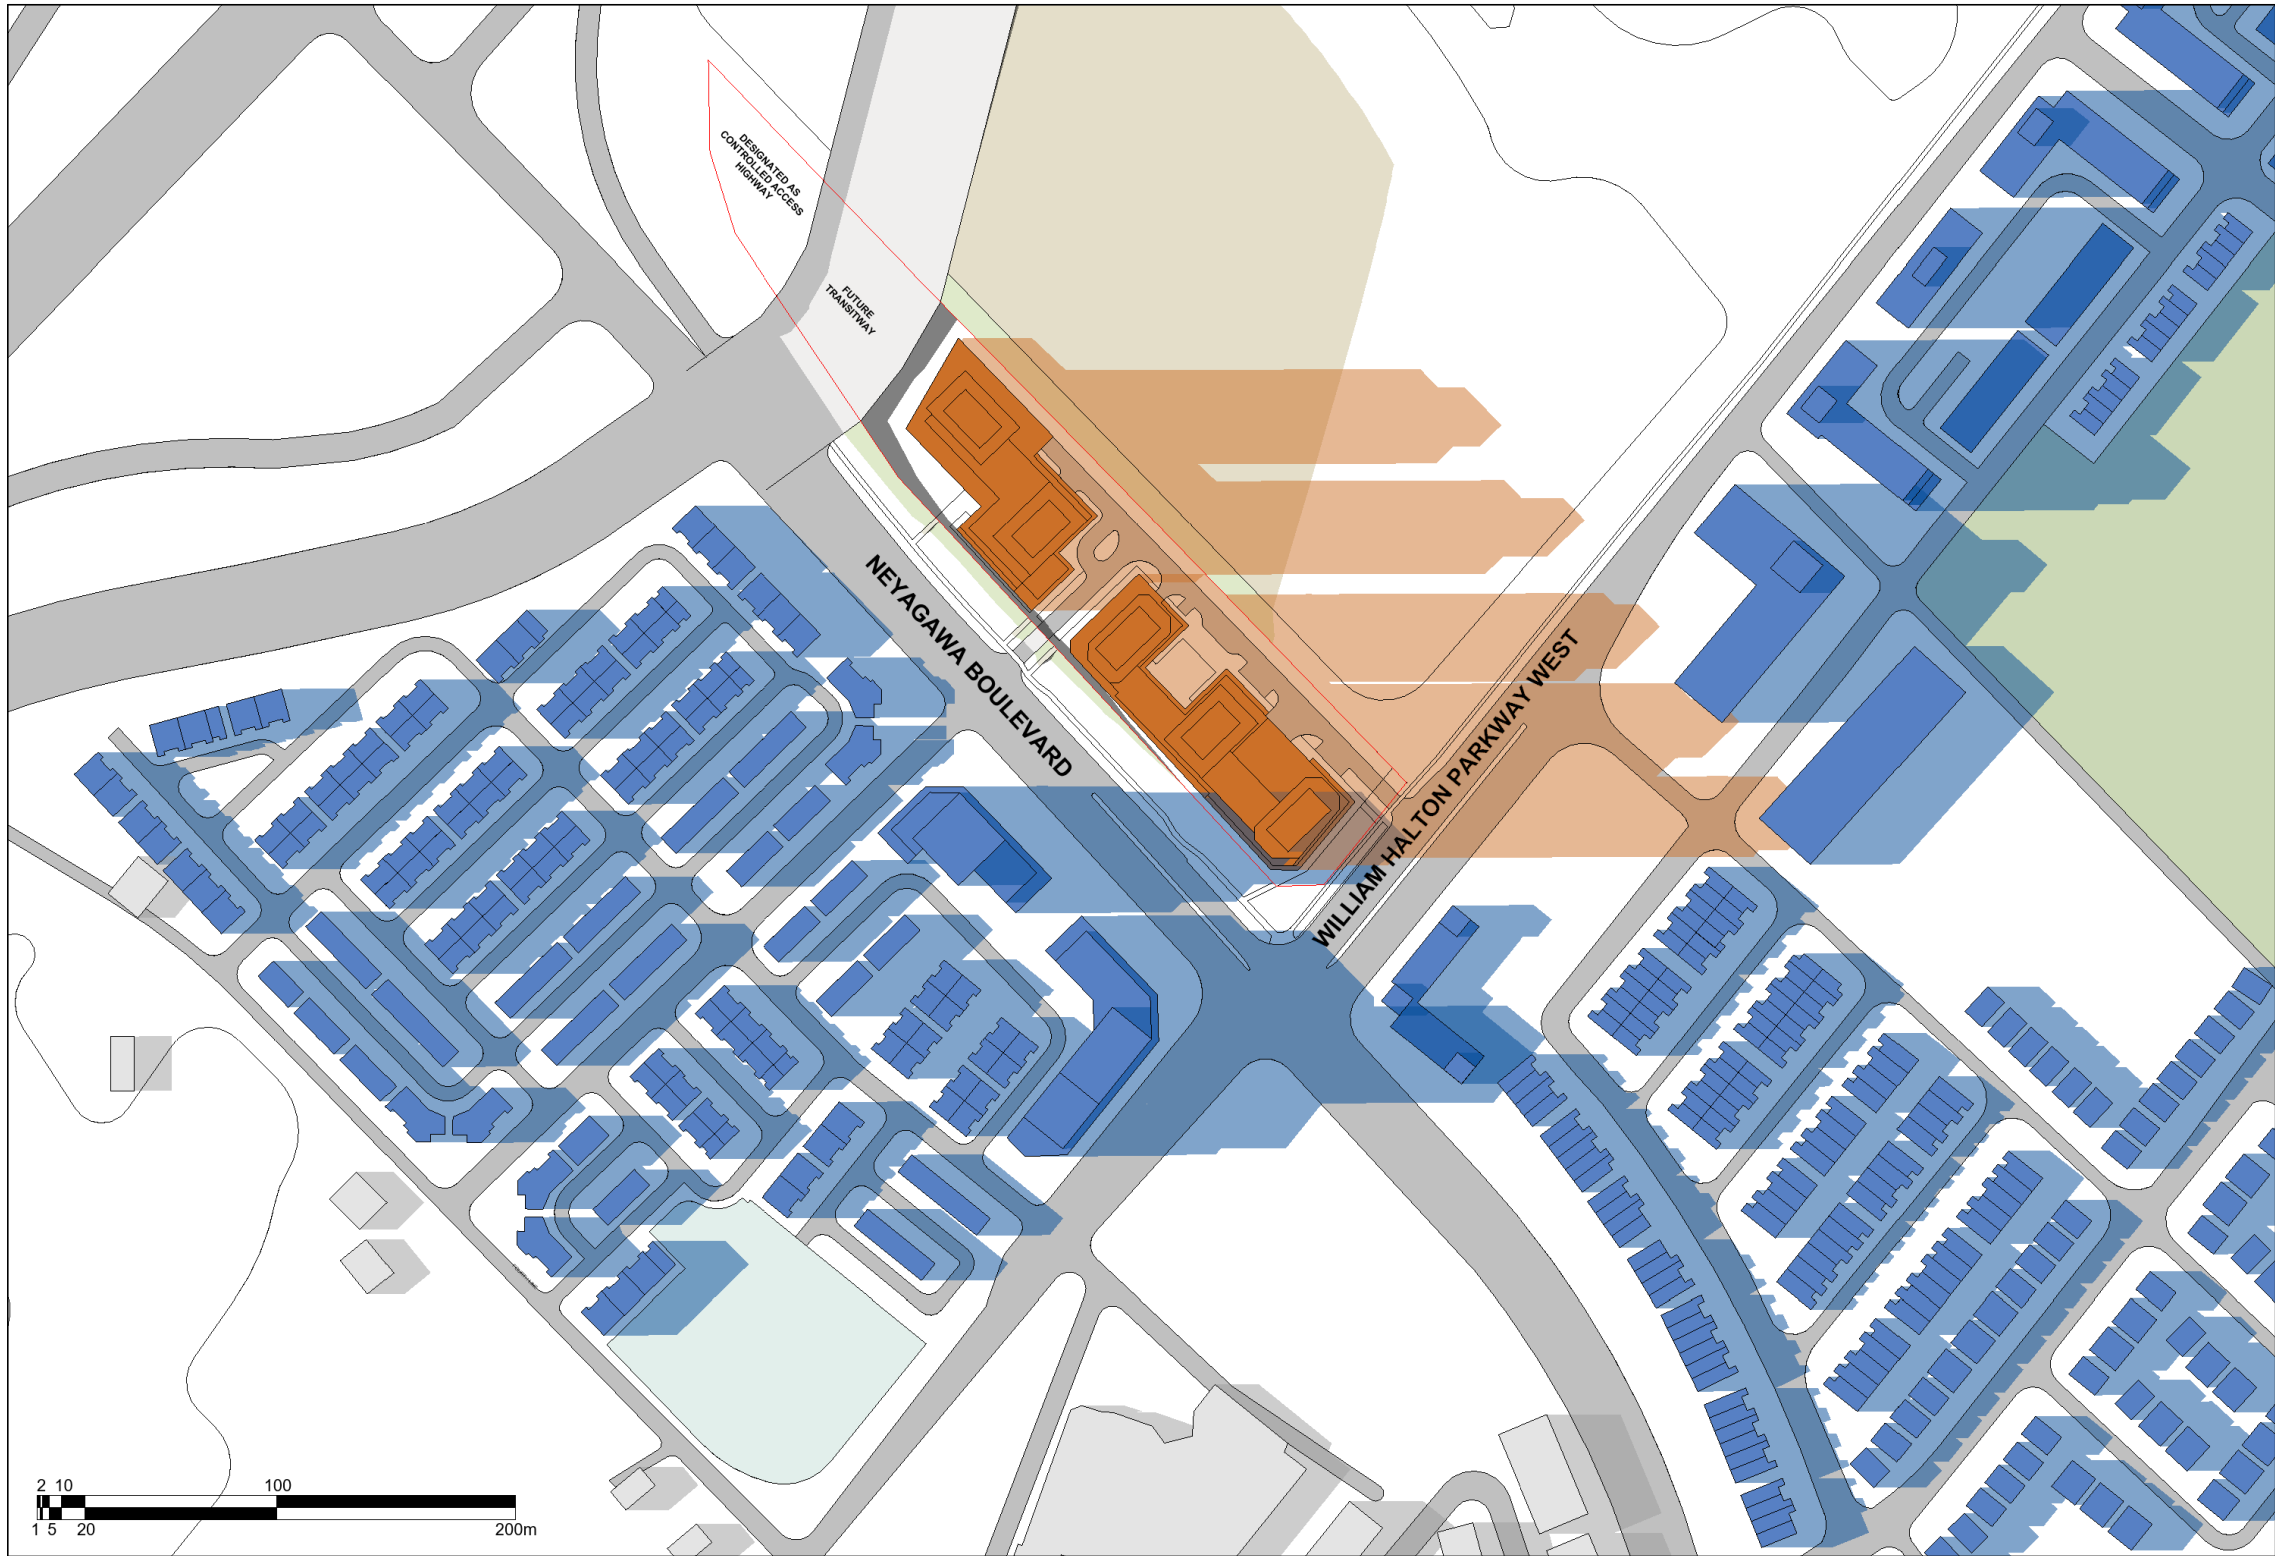 DESIGNATED AS
CONTROLLED ACCESS
HIGHWAY
FUTURE
TRANSITWAY
NEYAGAWA BOULEVARD
WILLIAM HALTON PARKWAY WEST
2 10 100
1 5 20 200m